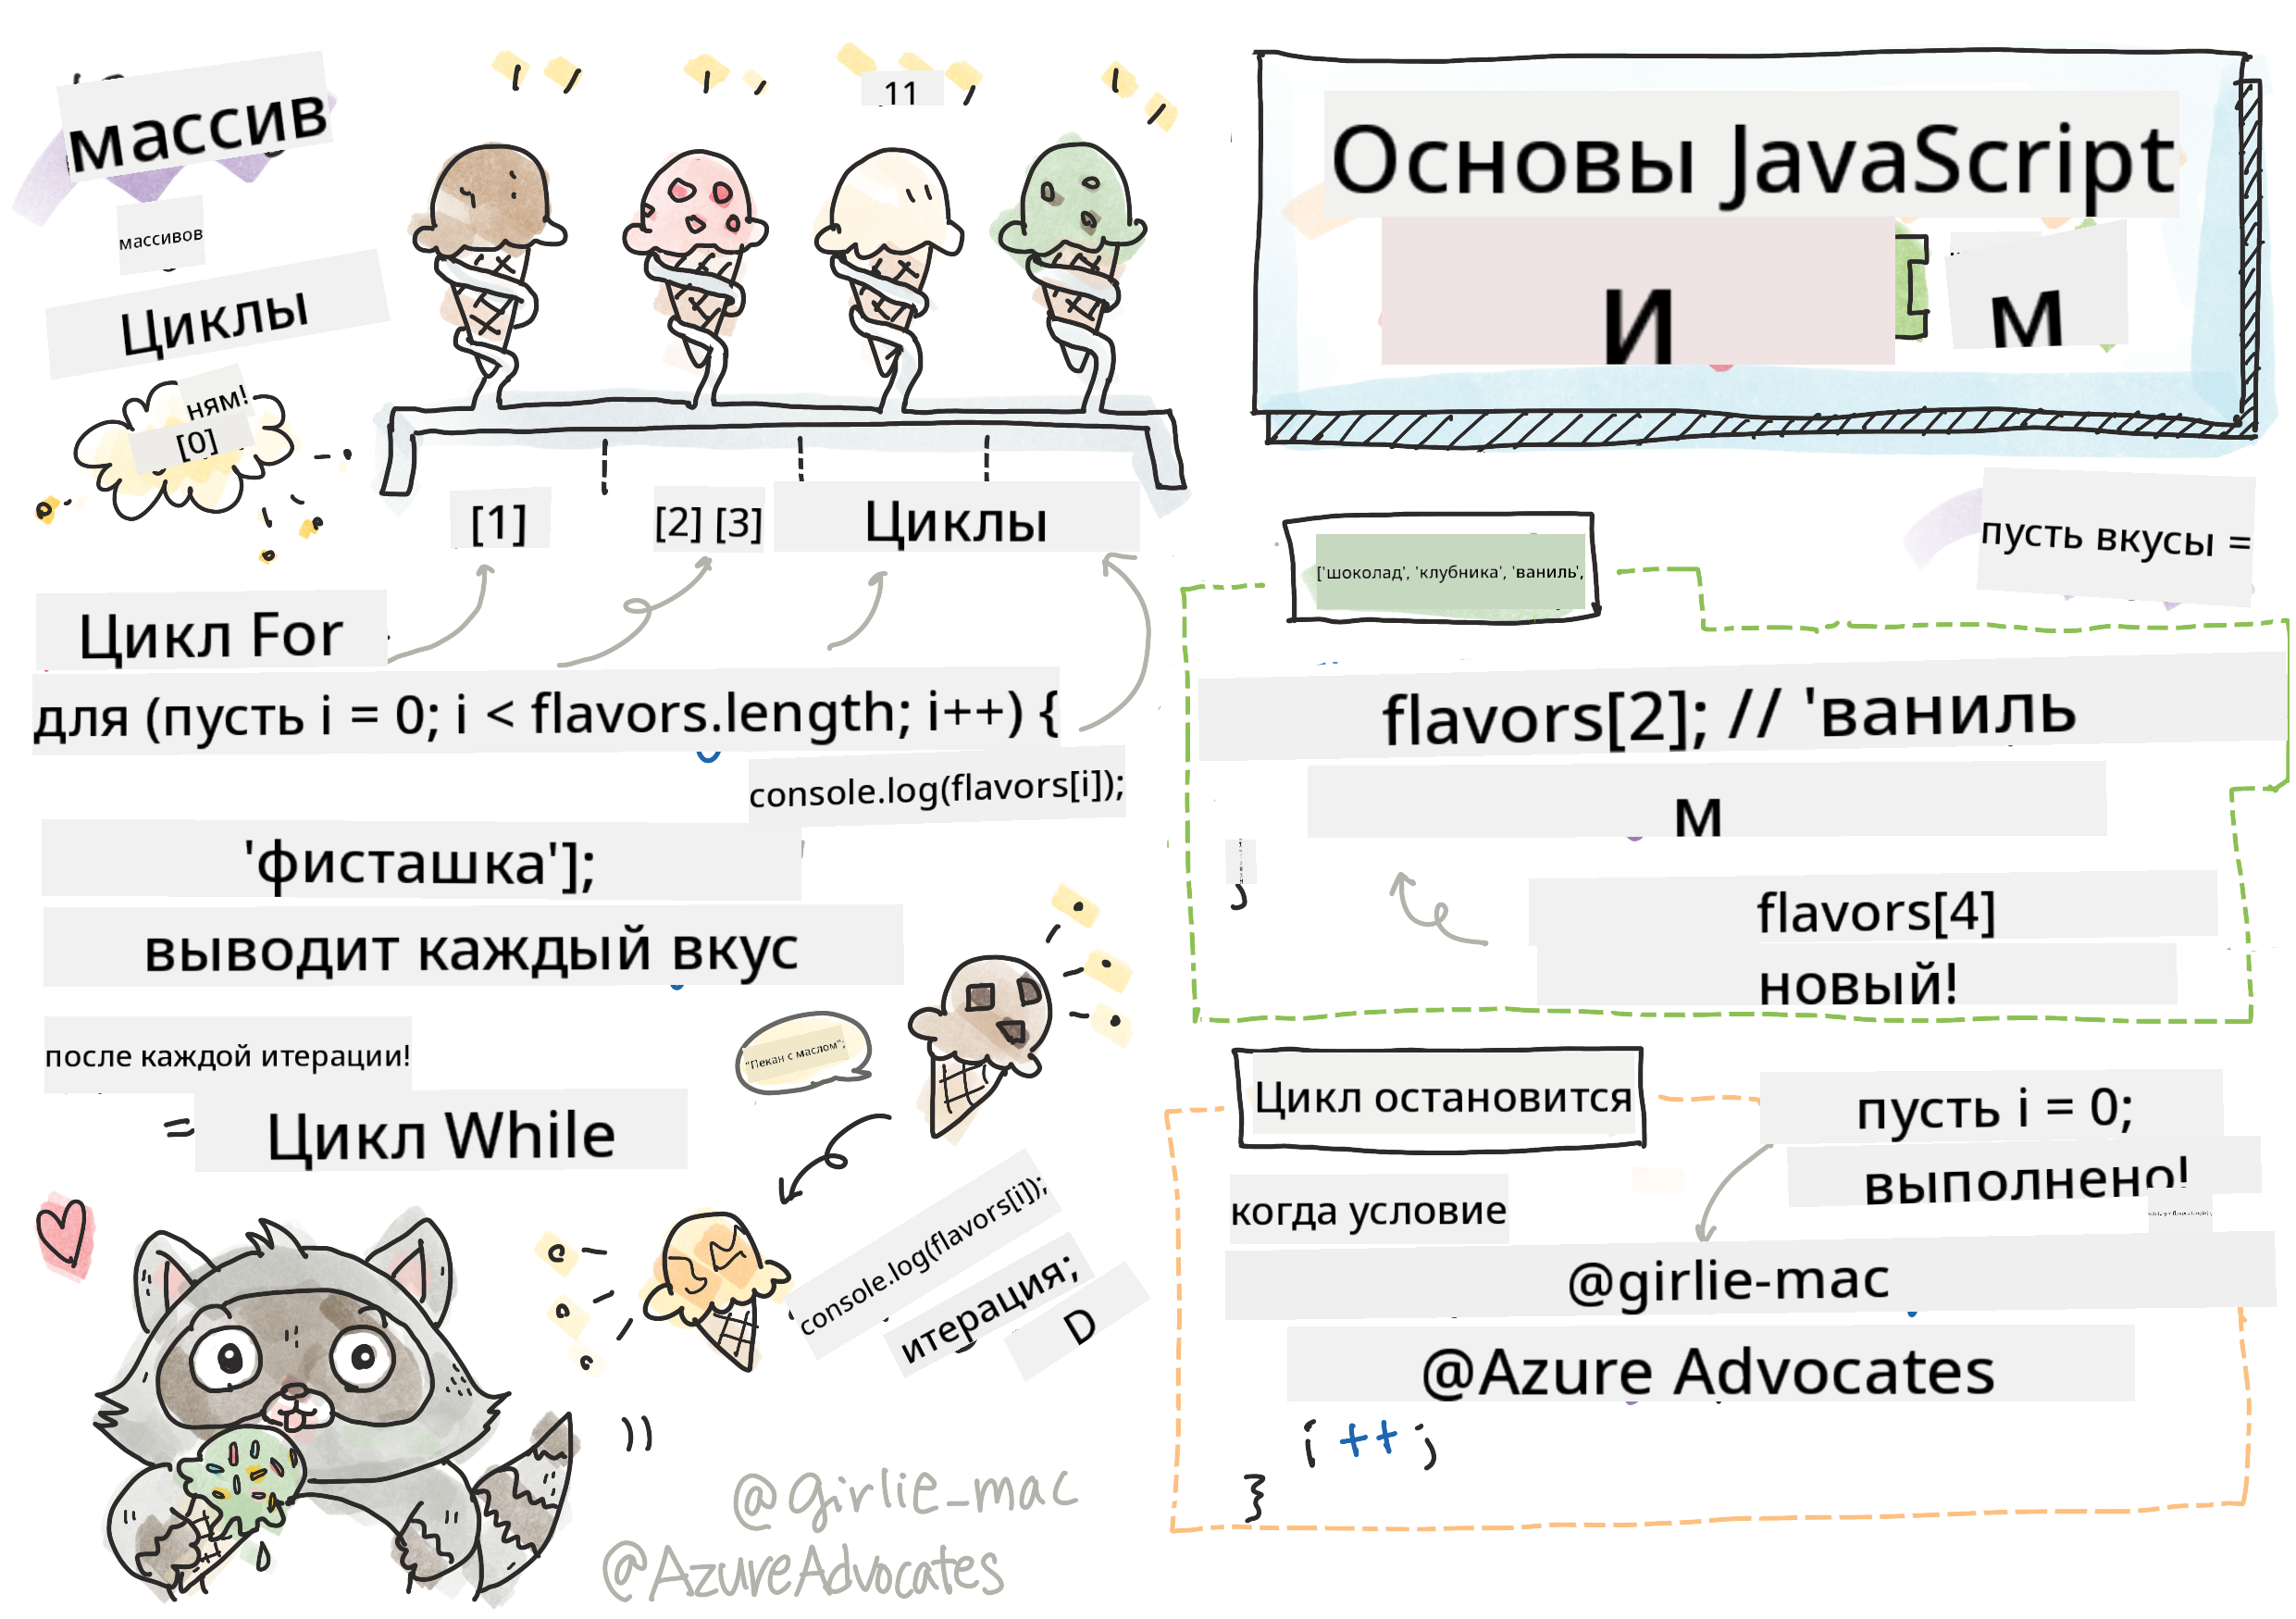 массив
массивов
Циклы
ням!
[0]
11
[1]
[2] [3]
Циклы
Цикл For
для (пусть i = 0; i < flavors.length; i++) {
console.log(flavors[i]);
'фисташка'];
выводит каждый вкус
после каждой итерации!
= Цикл While
"Пекан с маслом";
console.log(flavors[i]);
итерация;
D
@girlie_mac
@AzureAdvocates
Основы JavaScript
И
м
['шоколад', 'клубника', 'ваниль',
пусть вкусы =
flavors[2]; // 'ваниль
м
flavors[4]
новый!
Цикл остановится
пусть i = 0;
выполнено!
когда условие
@girlie-mac
@Azure Advocates
i++;
}